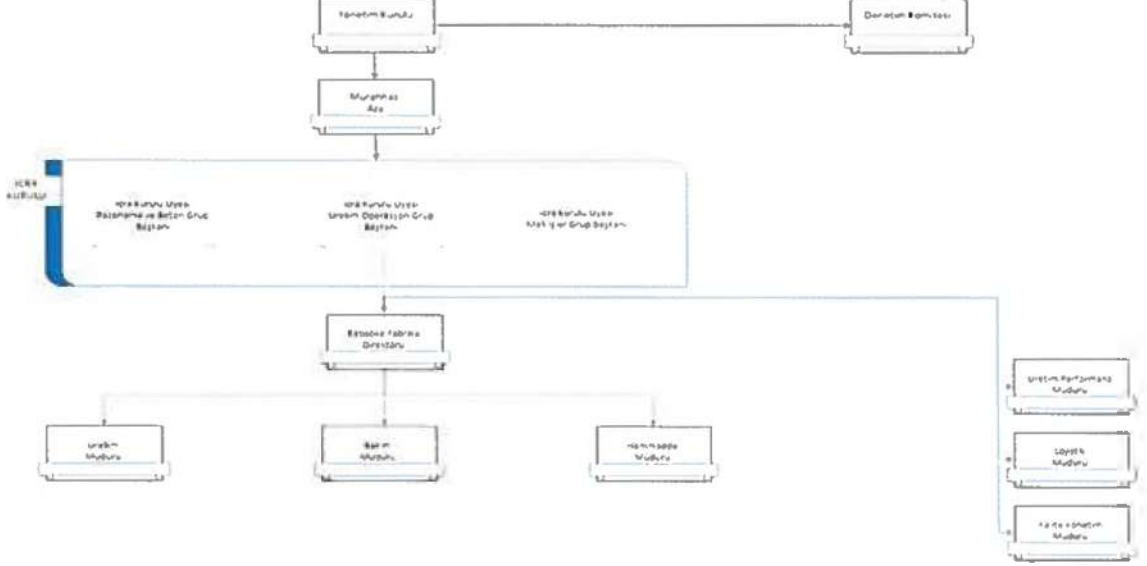 Yönetim Kurulu
Denetim Komitesi
Murahhas
Aza
İCRA
KURULU
İcra Kurulu Üyesi
Pazarlama ve Beton Grup
Başkanı
İcra Kurulu Üyesi
Üretim Operasyon Grup
Başkanı
İcra Kurulu Üyesi
Mali İşler Grup Başkanı
Fabrika
Direktörü
Üretim Performans
Müdürü
Üretim
Müdürü
Bakım
Müdürü
Hammadde
Müdürü
Lojistik
Müdürü
Kalite Yönetim
Müdürü